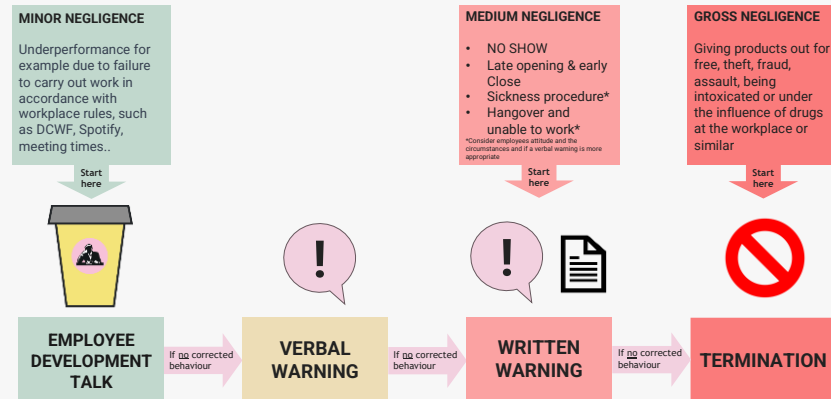 MINOR NEGLIGENCE
Underperformance for
example due to failure
to carry out work in
accordance with
workplace rules, such
as DCWF, Spotify,
meeting times..
Start
here
MEDIUM NEGLIGENCE
• NO SHOW
• Late opening & early
Close
• Sickness procedure*
• Hangover and
unable to work*
*Consider employees attitude and the
circumstances and if a verbal warning is more
appropriate
Start
here
GROSS NEGLIGENCE
Giving products out for
free, theft, fraud,
assault, being
intoxicated or under
the influence of drugs
at the workplace or
similar
Start
here
!
!
EMPLOYEE
DEVELOPMENT
TALK
If no corrected
behaviour
VERBAL
WARNING
If no corrected
behaviour
WRITTEN
WARNING
If no corrected
behaviour
TERMINATION